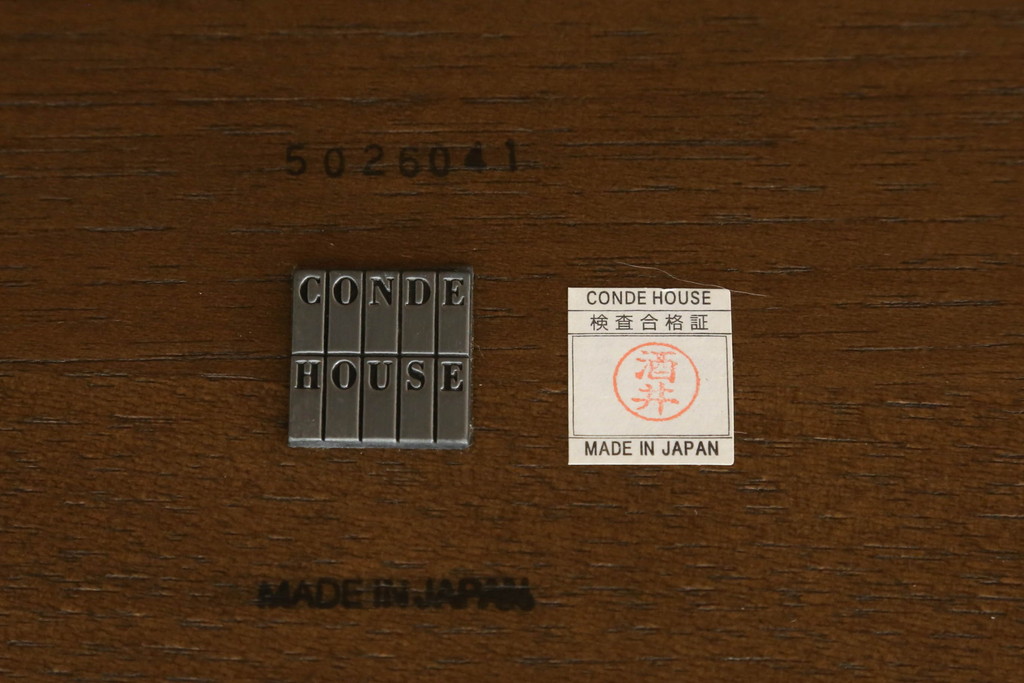 5026041
CONDE
HOUSE
CONDE HOUSE
検査合格証
酒井
MADE IN JAPAN
MADE IN JAPAN